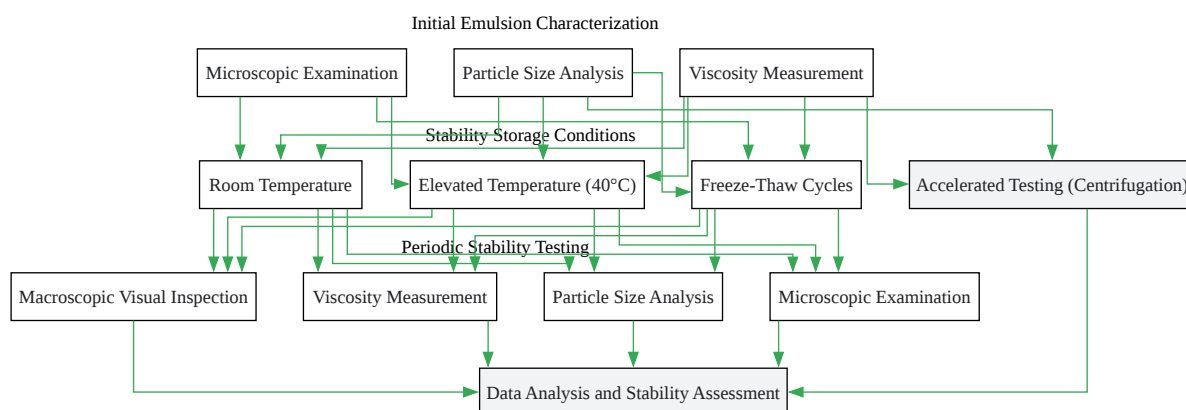 Initial Emulsion Characterization
Microscopic Examination
Particle Size Analysis
Viscosity Measurement
Stability Storage Conditions
Room Temperature
Elevated Temperature (40°C)
Freeze-Thaw Cycles
Accelerated Testing (Centrifugation)
Periodic Stability Testing
Macroscopic Visual Inspection
Viscosity Measurement
Particle Size Analysis
Microscopic Examination
Data Analysis and Stability Assessment